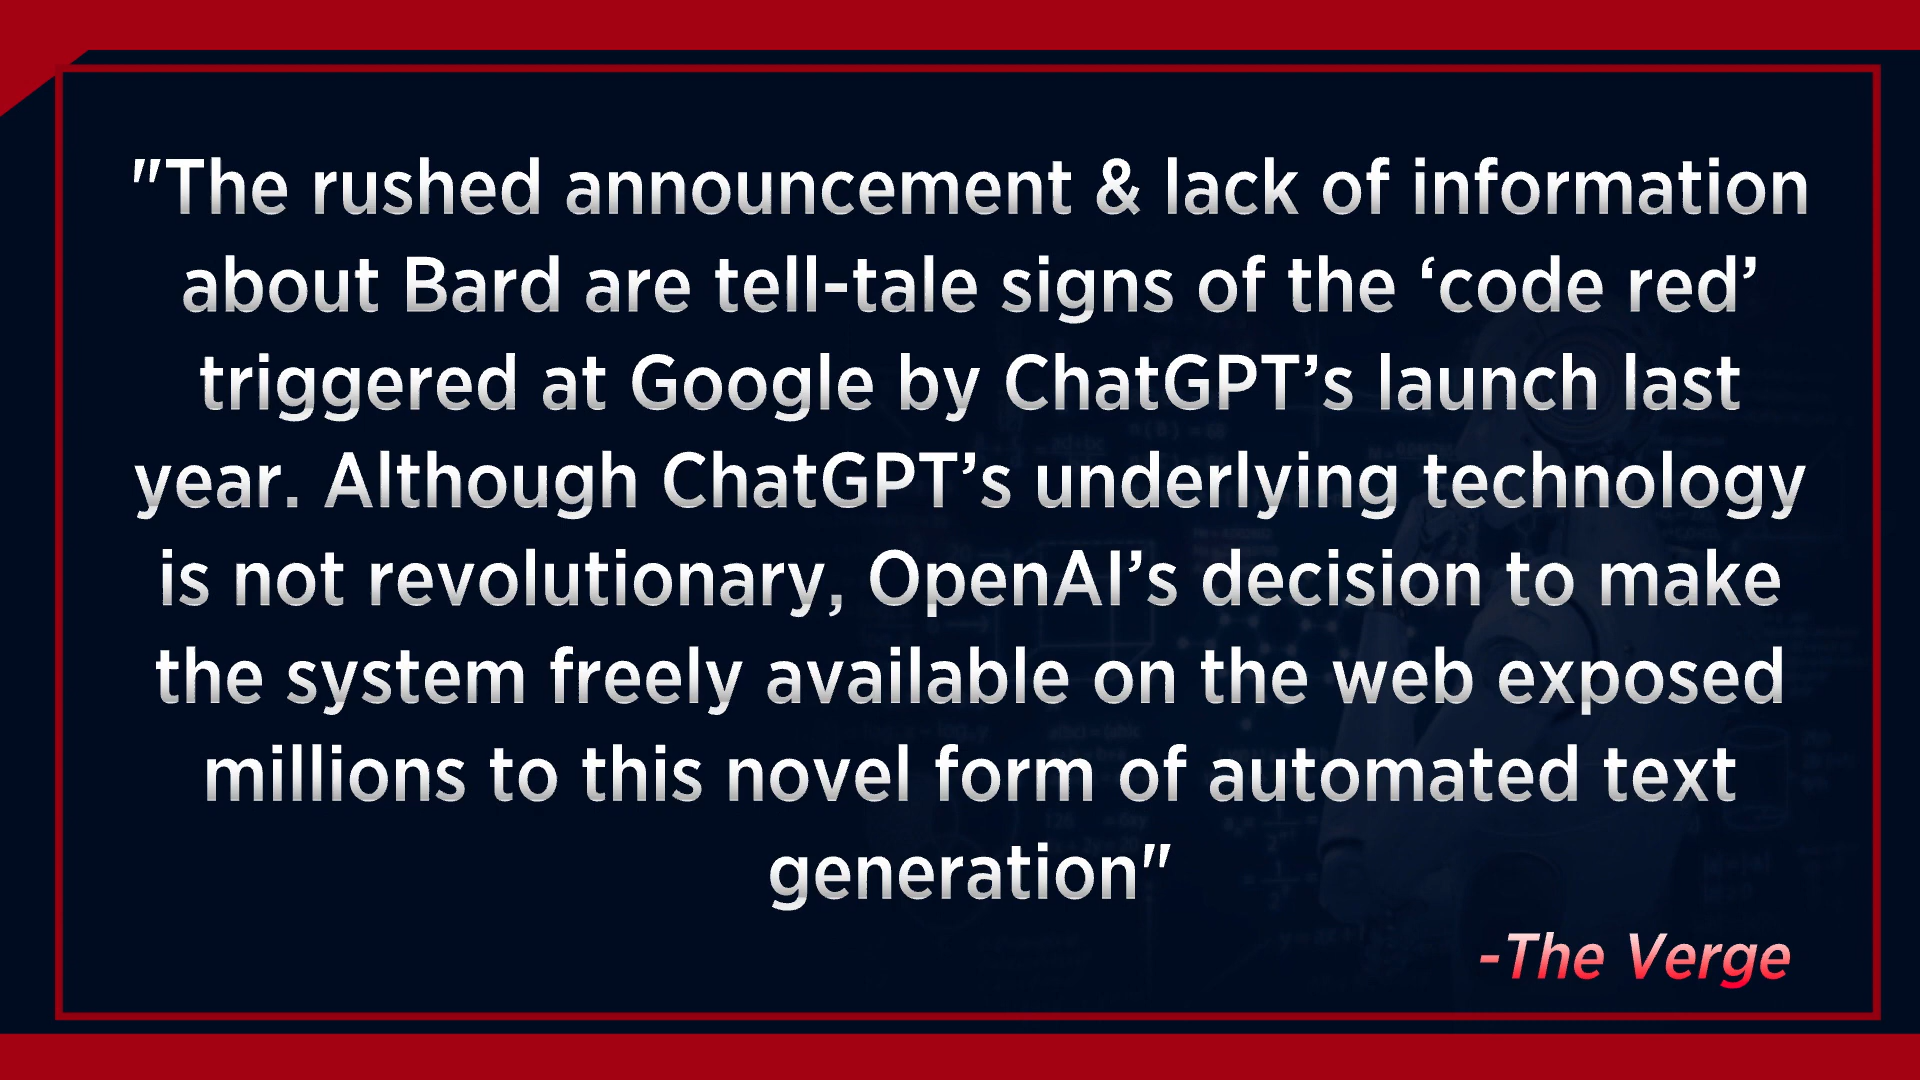 "The rushed announcement & lack of information
about Bard are tell-tale signs of the ‘code red’
triggered at Google by ChatGPT’s launch last
year. Although ChatGPT’s underlying technology
is not revolutionary, OpenAI’s decision to make
the system freely available on the web exposed
millions to this novel form of automated text
generation"
-The Verge